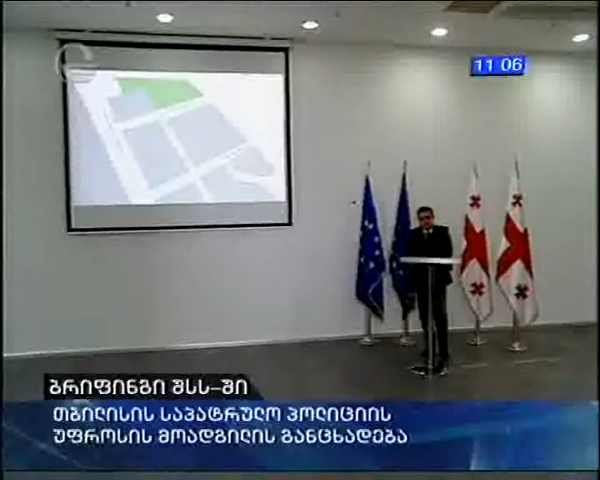 11 06
ბრიფინგი შსს-ში
თბილისის საპატრულო პოლიციის
უფროსის მოადგილის განცხადება